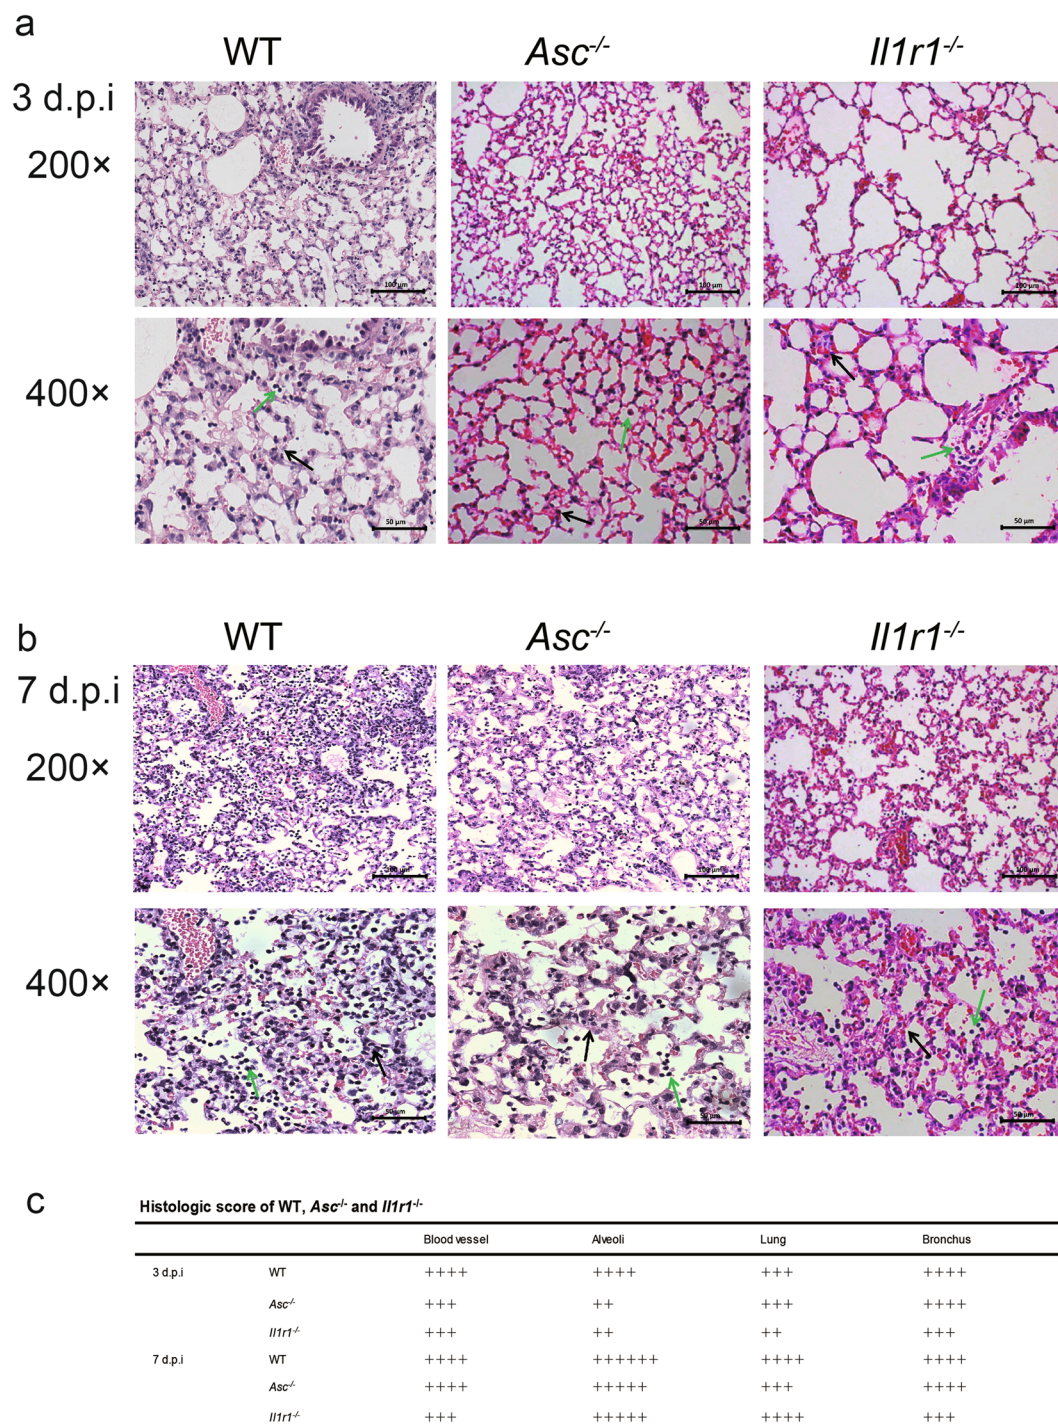 a
WT Asc-/- Il1r1-/-
3 d.p.i
200×
100 µm 100 µm 100 µm
400×
50 µm 50 µm 50 µm
b
WT Asc-/- Il1r1-/-
7 d.p.i
200×
100 µm 100 µm 100 µm
400×
50 µm 50 µm 50 µm
c
Histologic score of WT, Asc-/- and Il1r1-/-
Blood vessel Alveoli Lung Bronchus
3 d.p.i WT ++++ ++++ +++ ++++
Asc-/- +++ ++ +++ ++++
Il1r1-/- +++ ++ ++ +++
7 d.p.i WT ++++ ++++++ ++++ ++++
Asc-/- ++++ +++++ +++ ++++
Il1r1-/- +++ +++++ ++++ +++